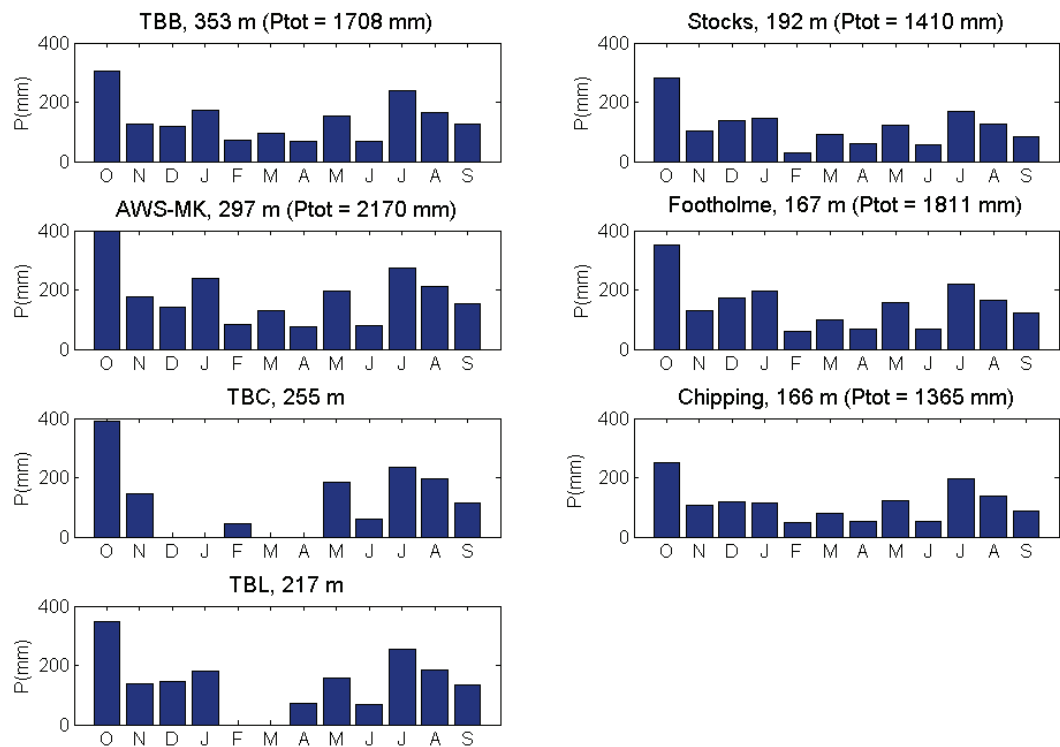 TBB, 353 m (Ptot = 1708 mm)
400
200
0
P(mm)
O N D J F M A M J J A S
AWS-MK, 297 m (Ptot = 2170 mm)
400
200
0
P(mm)
O N D J F M A M J J A S
TBC, 255 m
400
200
0
P(mm)
O N D J F M A M J J A S
TBL, 217 m
400
200
0
P(mm)
O N D J F M A M J J A S
Stocks, 192 m (Ptot = 1410 mm)
400
200
0
P(mm)
O N D J F M A M J J A S
Footholme, 167 m (Ptot = 1811 mm)
400
200
0
P(mm)
O N D J F M A M J J A S
Chipping, 166 m (Ptot = 1365 mm)
400
200
0
P(mm)
O N D J F M A M J J A S